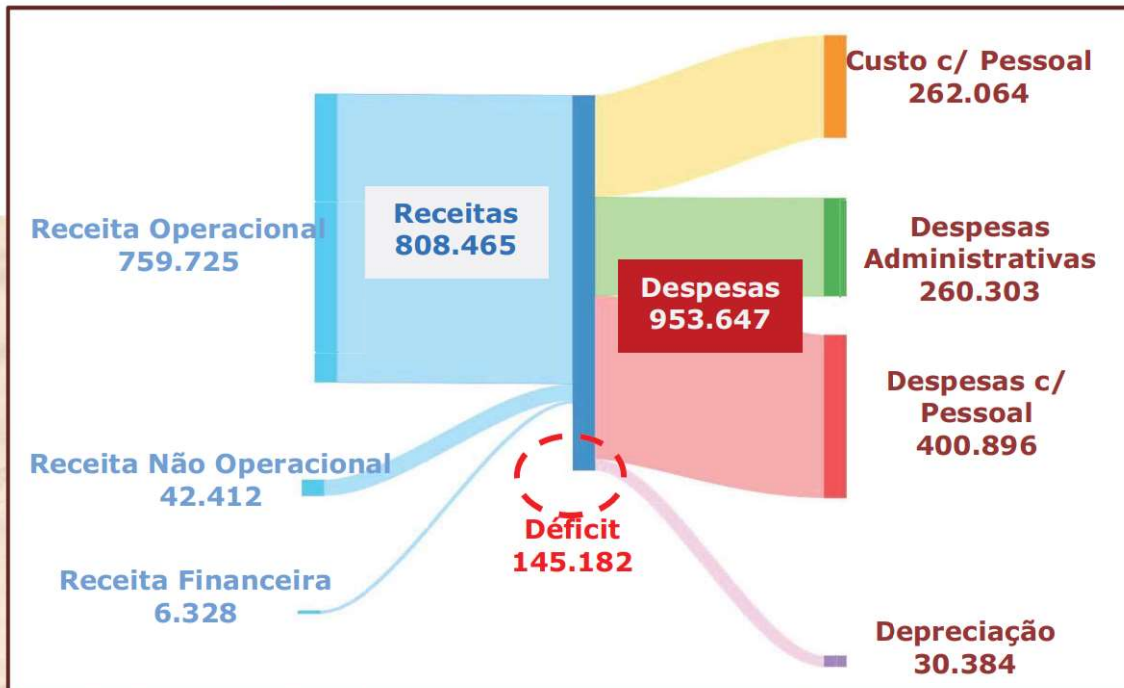 Receita Operacional
759.725
Receita Não Operacional
42.412
Receita Financeira
6.328
Receitas
808.465
Déficit
145.182
Despesas
953.647
Custo c/ Pessoal
262.064
Despesas
Administrativas
260.303
Despesas c/
Pessoal
400.896
Depreciação
30.384